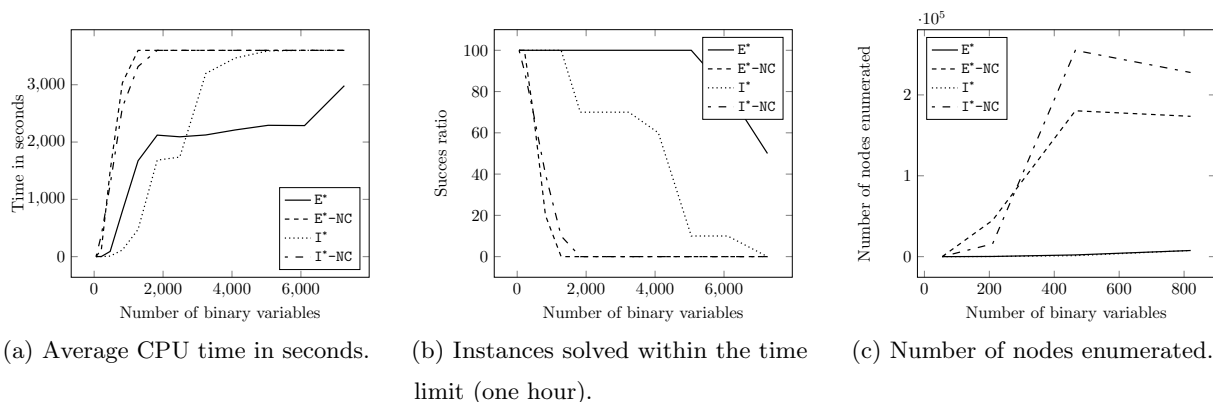 0
2,000
4,000
6,000
0
1,000
2,000
3,000
Number of binary variables
Time in seconds
E*
E*-NC
I*
I*-NC
(a) Average CPU time in seconds.
0
2,000
4,000
6,000
0
20
40
60
80
100
Number of binary variables
Succes ratio
E*
E*-NC
I*
I*-NC
(b) Instances solved within the time
limit (one hour).
0
200
400
600
800
0
1
2
·10⁵
Number of binary variables
Number of nodes enumerated
E*
E*-NC
I*
I*-NC
(c) Number of nodes enumerated.